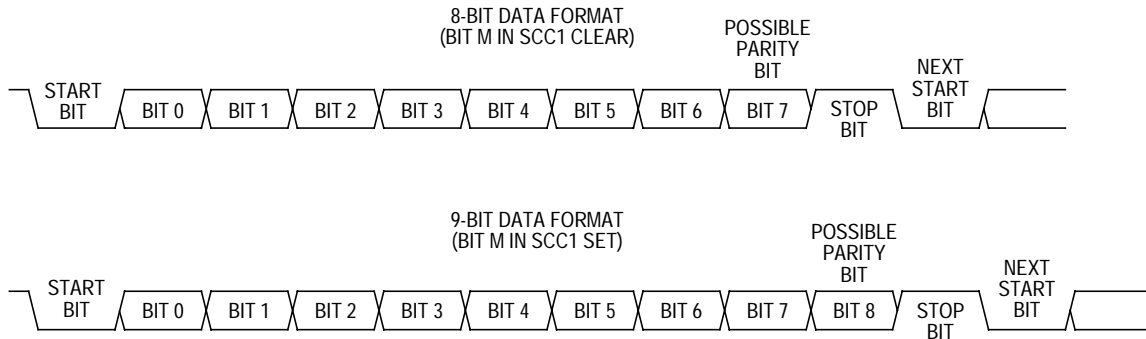 8-BIT DATA FORMAT
(BIT M IN SCC1 CLEAR)
POSSIBLE
PARITY
BIT
START
BIT
BIT 0
BIT 1
BIT 2
BIT 3
BIT 4
BIT 5
BIT 6
BIT 7
STOP
BIT
NEXT
START
BIT
9-BIT DATA FORMAT
(BIT M IN SCC1 SET)
POSSIBLE
PARITY
BIT
START
BIT
BIT 0
BIT 1
BIT 2
BIT 3
BIT 4
BIT 5
BIT 6
BIT 7
BIT 8
STOP
BIT
NEXT
START
BIT